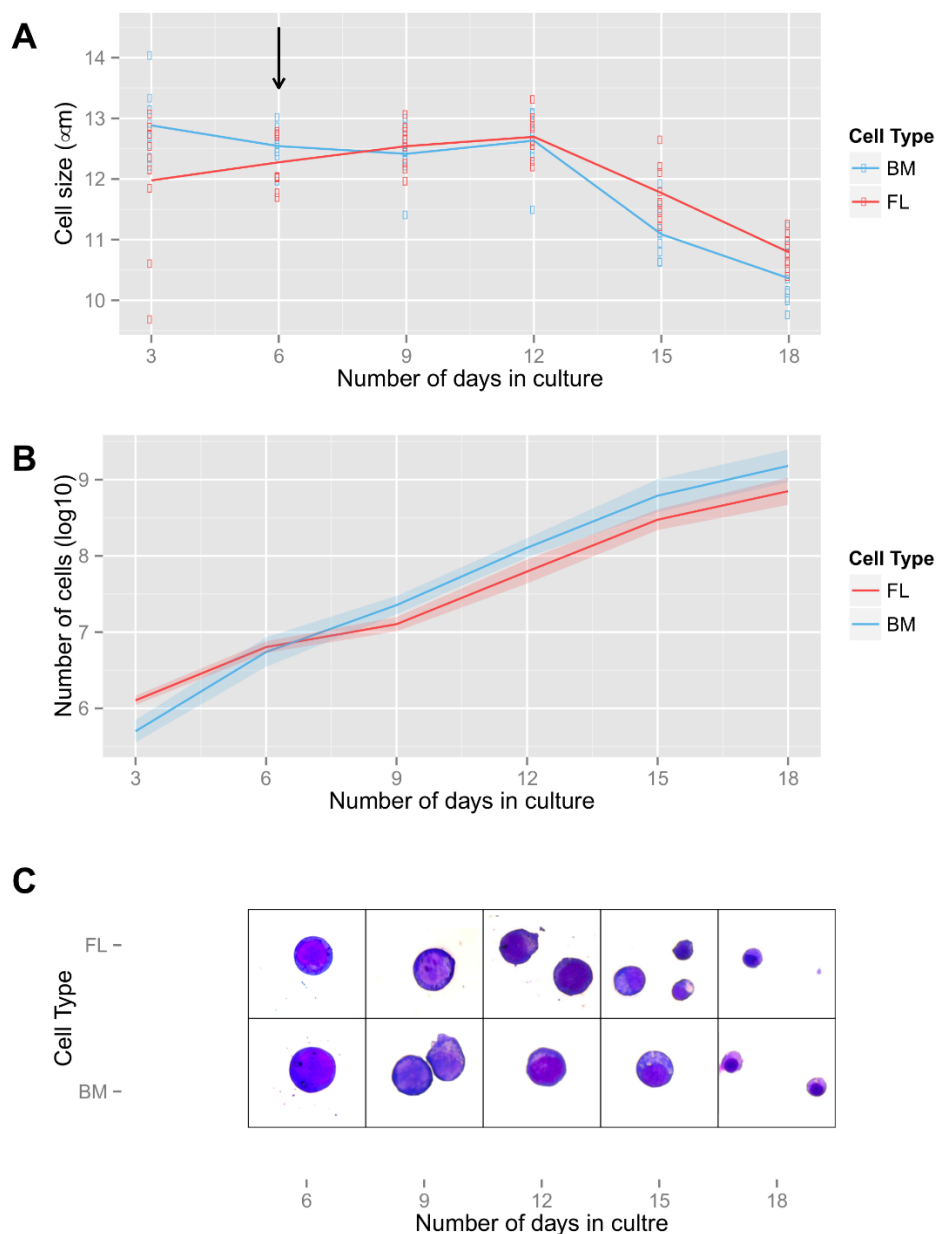 A
Cell size (αm)
14
13
12
11
10
3 6 9 12 15 18
Number of days in culture
Cell Type
BM
FL
B
Number of cells (log10)
9
8
7
6
3 6 9 12 15 18
Number of days in culture
Cell Type
FL
BM
C
Cell Type
FL
BM
6 9 12 15 18
Number of days in cultre